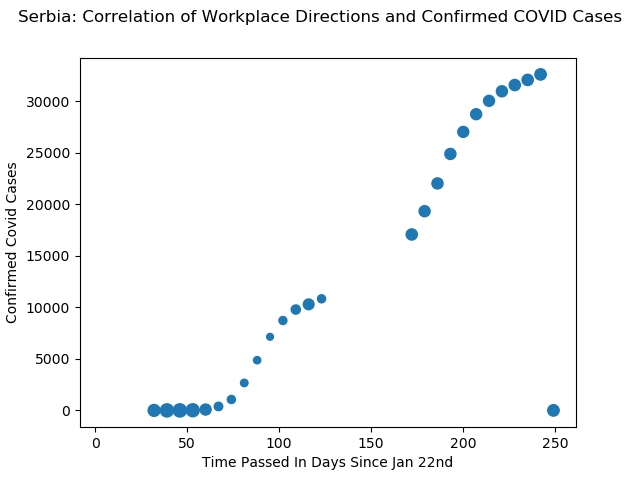 Serbia: Correlation of Workplace Directions and Confirmed COVID Cases
30000
25000
20000
15000
10000
5000
0
Confirmed Covid Cases
0 50 100 150 200 250
Time Passed In Days Since Jan 22nd